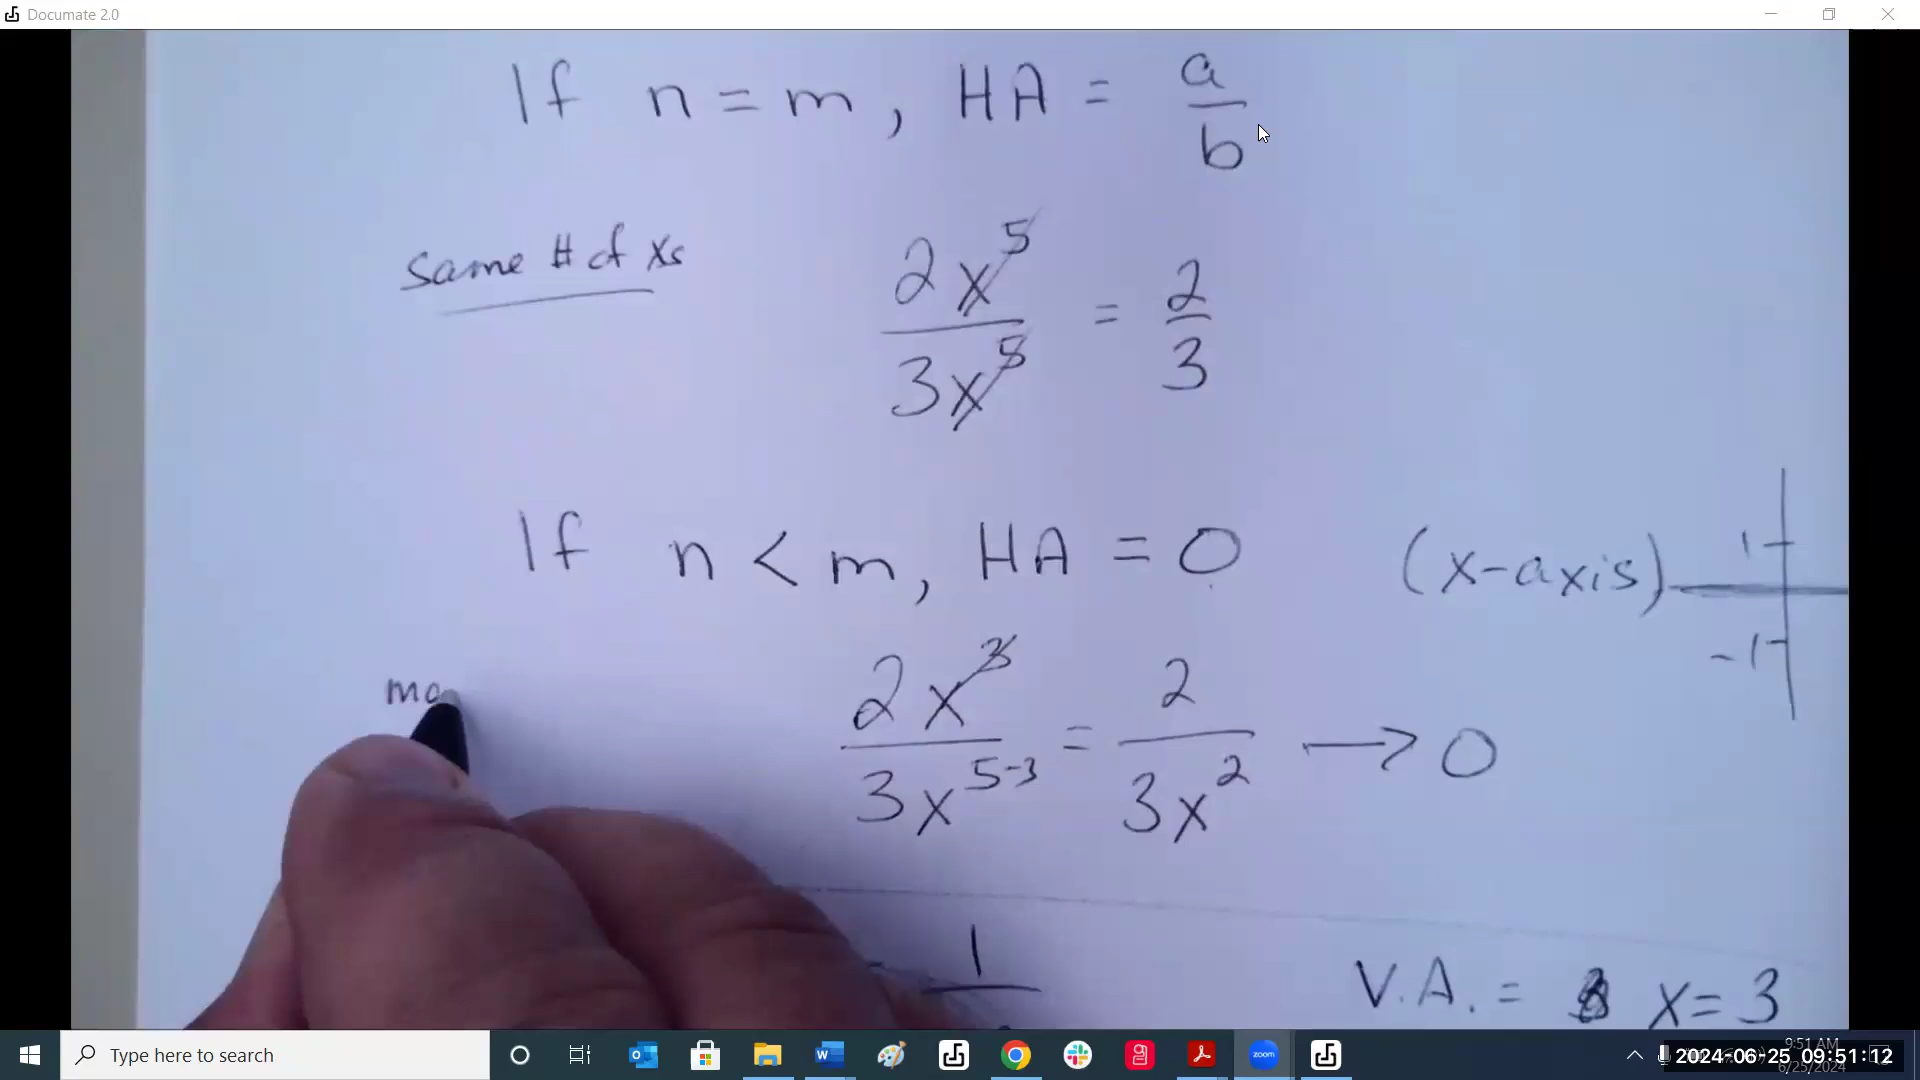 Documate 2.0
If n = m , HA = a/b
Same # of Xs
2x^5/3x^5 = 2/3
If n < m , HA = 0 (x-axis)
1
-1
2x^3/3x^5-3 = 2/3x^2 → 0
mo
1
V.A. = x = 3
Type here to search
zoom
9:51 AM
2024-06-25 09:51:12
6/25/2024